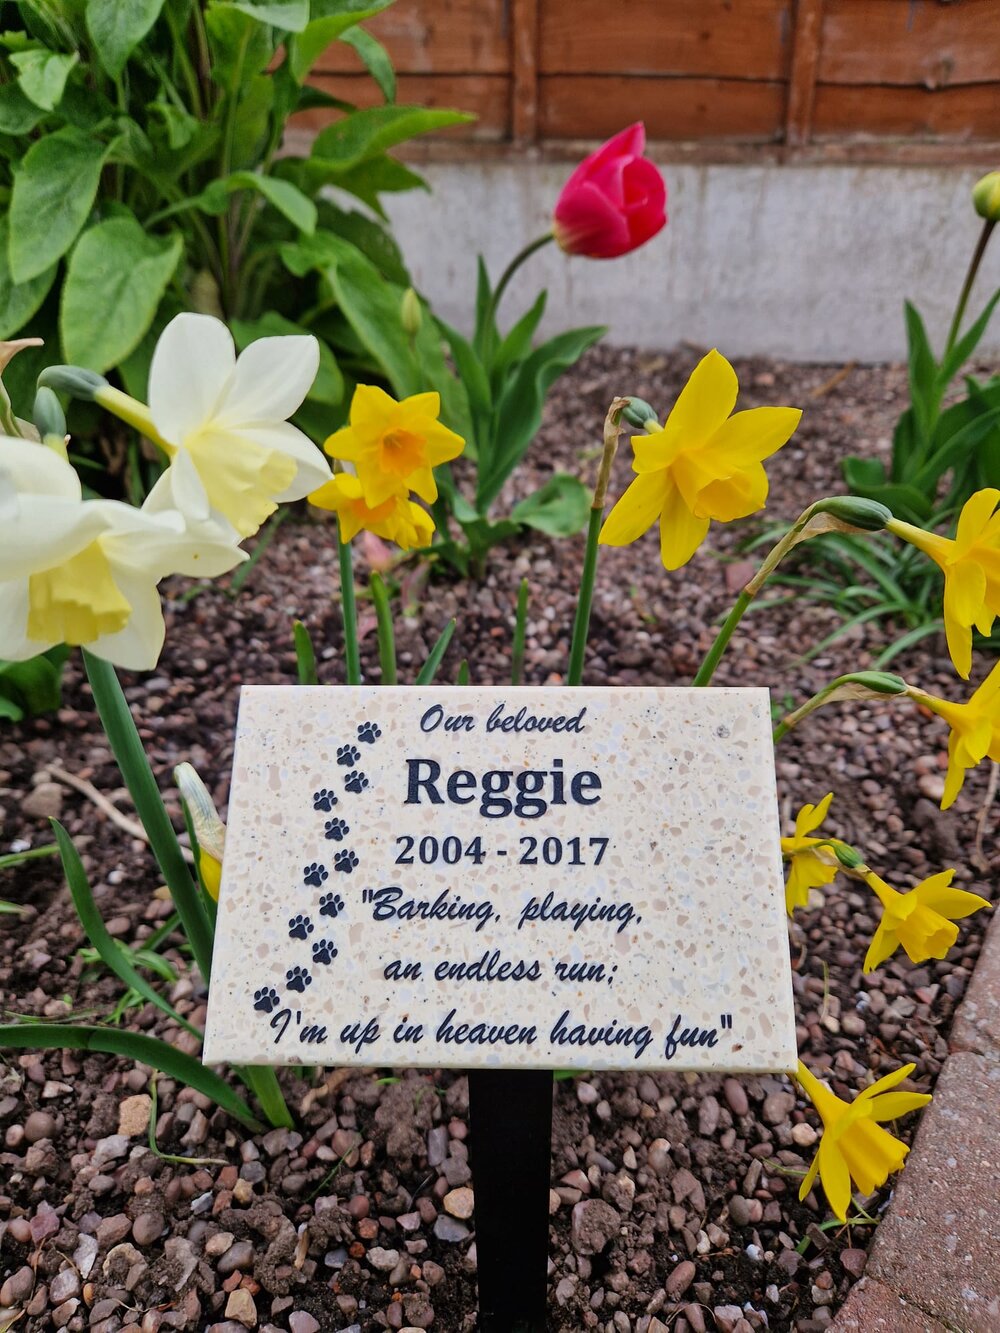 Our beloved
Reggie
2004 - 2017
"Barking, playing,
an endless run;
I'm up in heaven having fun"